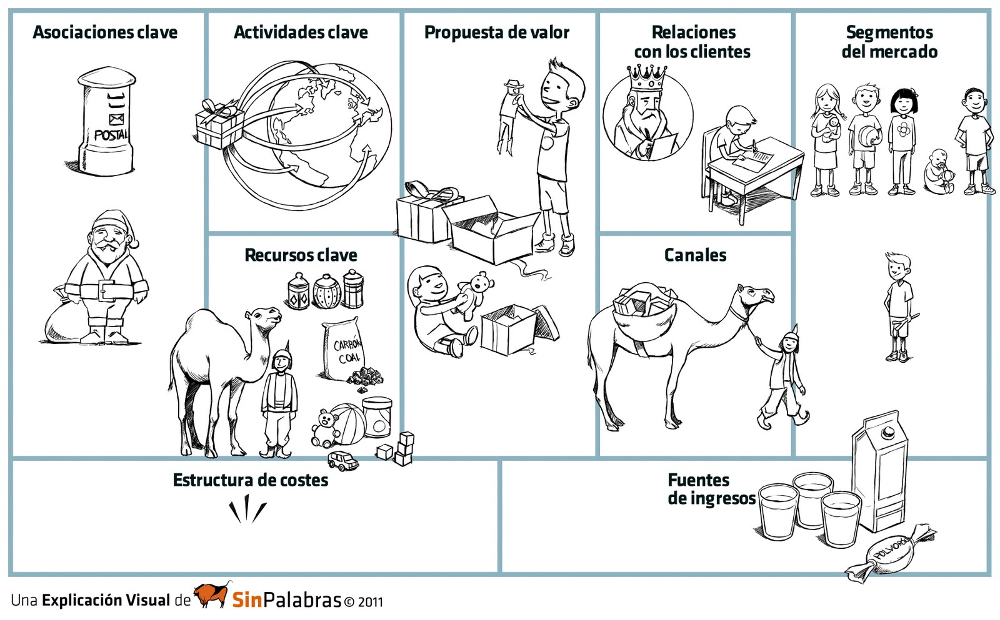 Asociaciones clave
POSTAL
Actividades clave
Recursos clave
CARBÓN
COAL
Propuesta de valor
Relaciones
con los clientes
Canales
Segmentos
del mercado
Estructura de costes
Fuentes
de ingresos
POLVORÓN
Una Explicación Visual de SinPalabras © 2011